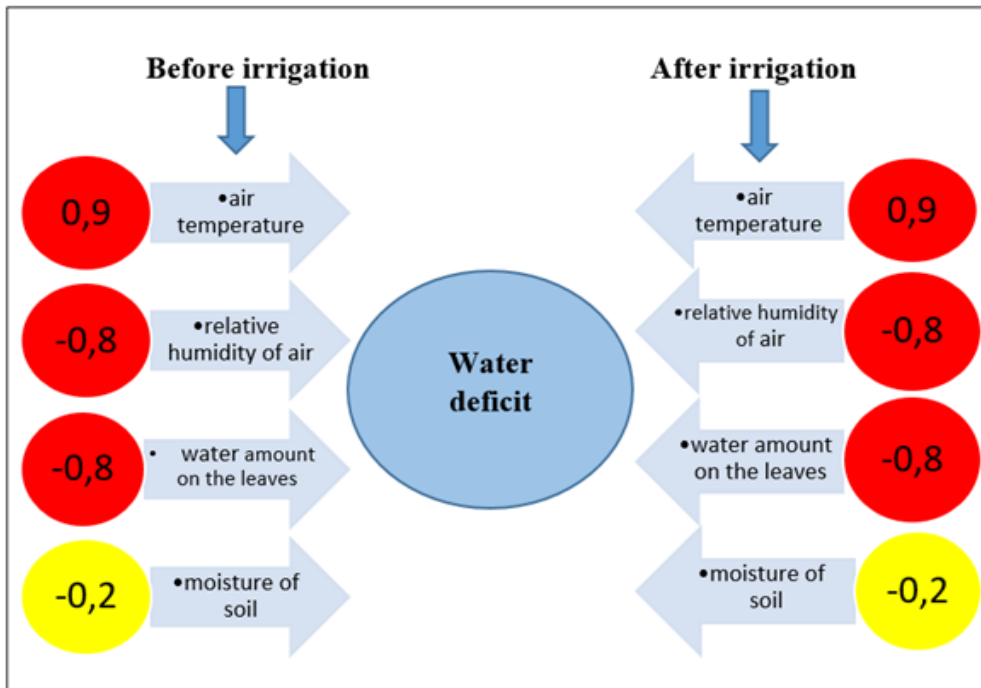 Before irrigation
After irrigation
0,9
•air
temperature
•air
temperature
0,9
-0,8
•relative
humidity of air
•relative humidity
of air
-0,8
Water
deficit
-0,8
• water amount
on the leaves
•water amount
on the leaves
-0,8
-0,2
•moisture of
soil
•moisture of
soil
-0,2